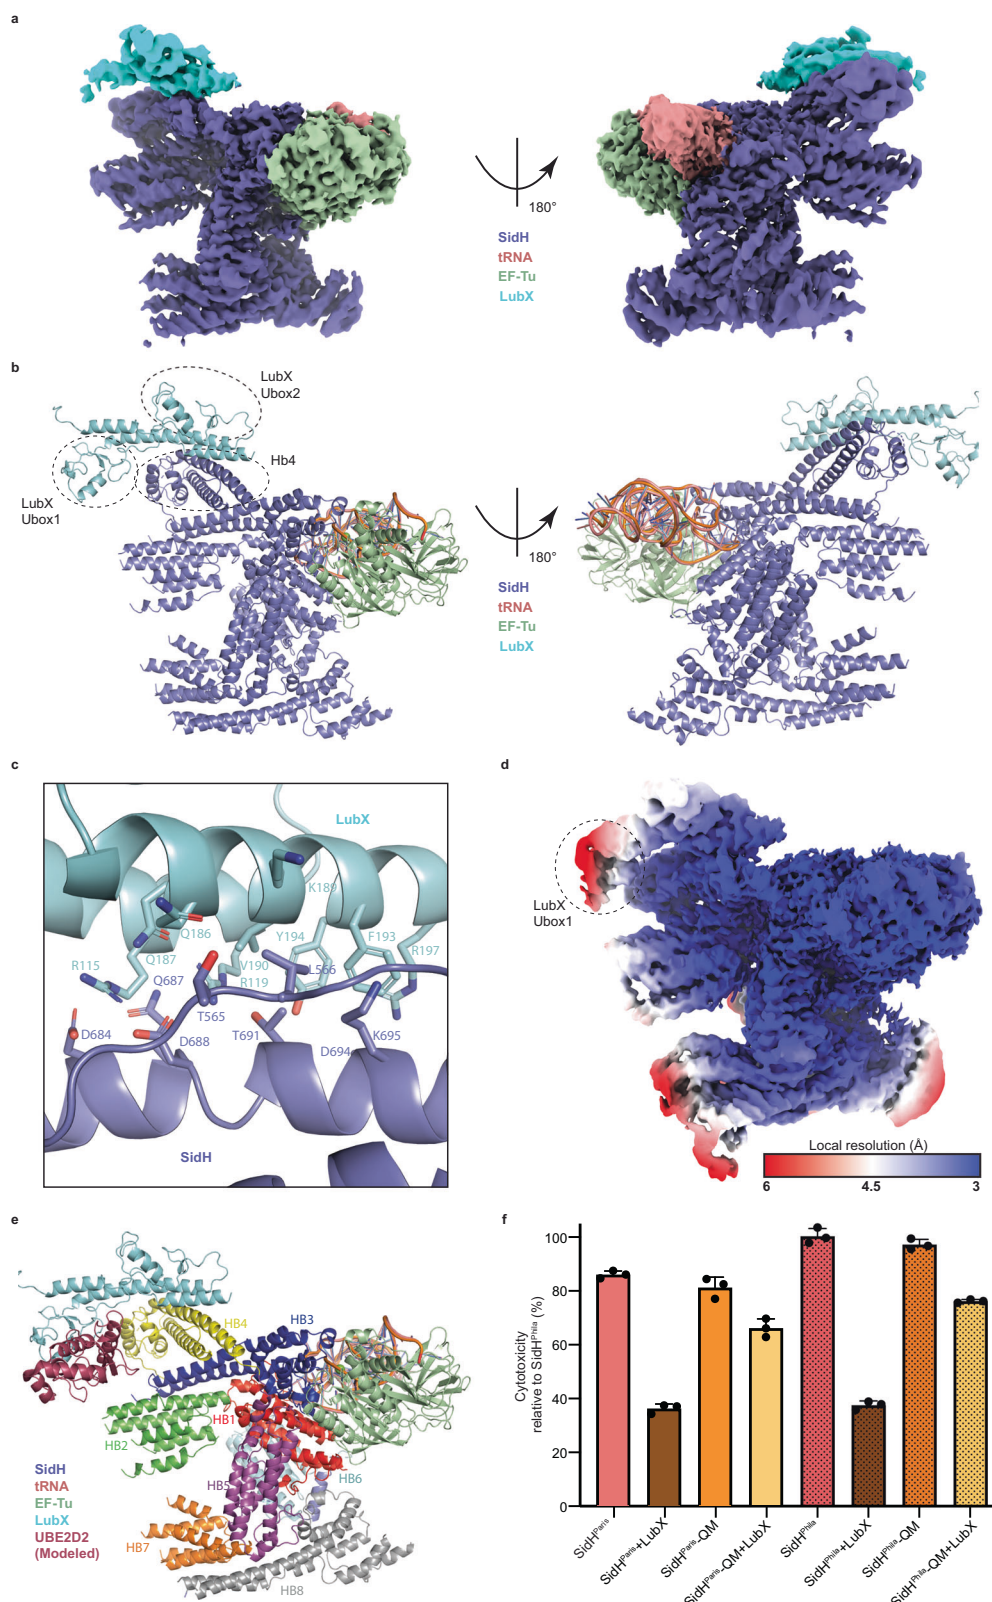 a
180°
SidH
tRNA
EF-Tu
LubX
b
LubX
Ubox2
Hb4
LubX
Ubox1
180°
SidH
tRNA
EF-Tu
LubX
c
LubX
K189
Q186
Y194
F193
R197
Q187
R115
V190
L566
Q687
R119
T565
D684
D688
T691
D694
K695
SidH
d
LubX
Ubox1
Local resolution (Å)
6
4.5
3
e
HB4
HB3
HB1
HB2
HB5
HB6
HB7
HB8
SidH
tRNA
EF-Tu
LubX
UBE2D2
(Modeled)
f
Cytotoxicity
relative to SidHPhila (%)
100
80
60
40
20
0
SidHParis
SidHParis+LubX
SidHParis-QM
SidHParis-QM+LubX
SidHPhila
SidHPhila+LubX
SidHPhila-QM
SidHPhila-QM+LubX